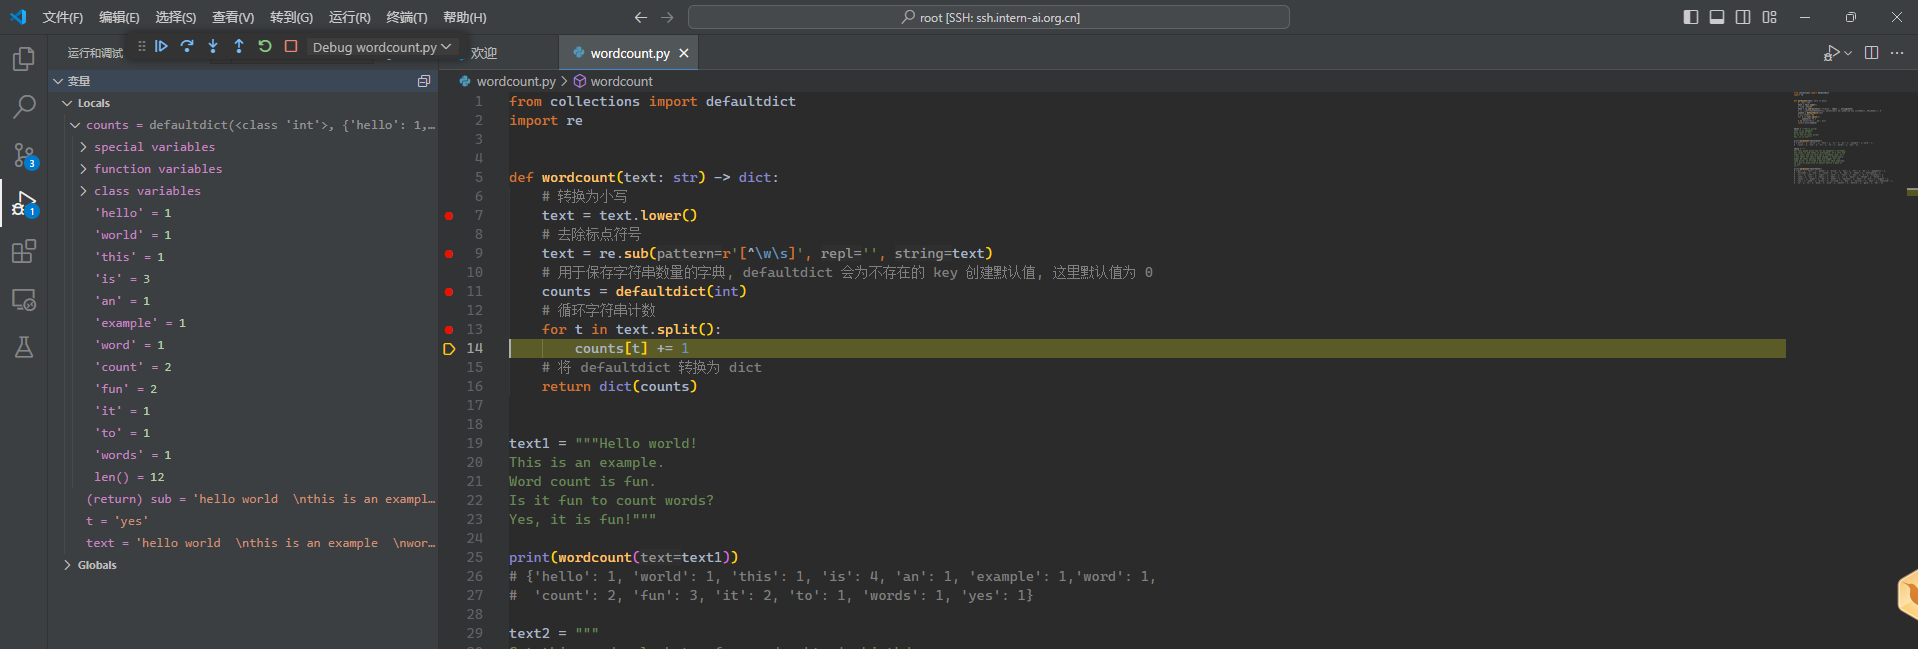 文件(F) 编辑(E) 选择(S) 查看(V) 转到(G) 运行(R) 终端(T) 帮助(H)
root [SSH: ssh.intern-ai.org.cn]
运行和调试
Debug wordcount.py
欢迎
wordcount.py
变量
wordcount.py > wordcount
Locals
counts = defaultdict(<class 'int'>, {'hello': 1,…
special variables
function variables
class variables
'hello' = 1
'world' = 1
'this' = 1
'is' = 3
'an' = 1
'example' = 1
'word' = 1
'count' = 2
'fun' = 2
'it' = 1
'to' = 1
'words' = 1
len() = 12
(return) sub = 'hello world  \nthis is an exampl…
t = 'yes'
text = 'hello world  \nthis is an example  \nwor…
Globals
3
1
1 from collections import defaultdict
2 import re
3
4
5 def wordcount(text: str) -> dict:
6 # 转换为小写
7 text = text.lower()
8 # 去除标点符号
9 text = re.sub(pattern=r'[^\w\s]', repl='', string=text)
10 # 用于保存字符串数量的字典, defaultdict 会为不存在的 key 创建默认值, 这里默认值为 0
11 counts = defaultdict(int)
12 # 循环字符串计数
13 for t in text.split():
14 counts[t] += 1
15 # 将 defaultdict 转换为 dict
16 return dict(counts)
17
18
19 text1 = """Hello world!
20 This is an example.
21 Word count is fun.
22 Is it fun to count words?
23 Yes, it is fun!"""
24
25 print(wordcount(text=text1))
26 # {'hello': 1, 'world': 1, 'this': 1, 'is': 4, 'an': 1, 'example': 1,'word': 1,
27 #  'count': 2, 'fun': 3, 'it': 2, 'to': 1, 'words': 1, 'yes': 1}
28
29 text2 = """